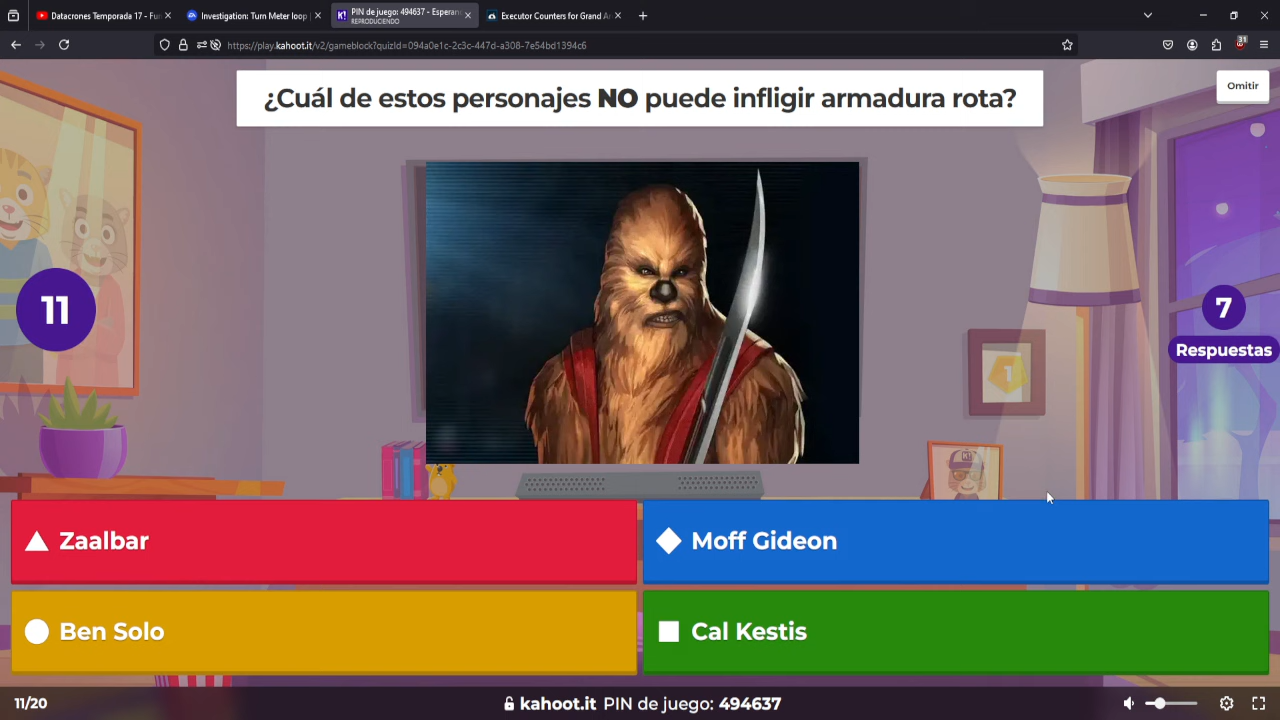 Datacrones Temporada 17 - Fu
Investigation: Turn Meter loop |
PIN de juego: 494637 - Esperan
REPRODUCIENDO
Executor Counters for Grand Ar
https://play.kahoot.it/v2/gameblock?quizId=094a0e1c-2c3c-447d-a308-7e54bd1394c6
31
¿Cuál de estos personajes NO puede infligir armadura rota?
Omitir
11
7
Respuestas
1
Zaalbar
Moff Gideon
Ben Solo
Cal Kestis
11/20
kahoot.it PIN de juego: 494637